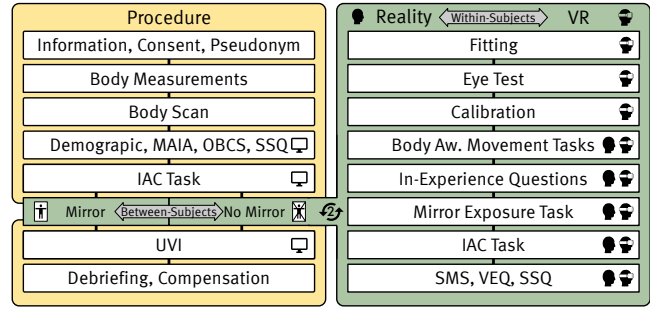 Procedure
Information, Consent, Pseudonym
Body Measurements
Body Scan
Demograpic, MAIA, OBCS, SSQ
IAC Task
Mirror Between-Subjects No Mirror 2
UVI
Debriefing, Compensation
Reality Within-Subjects VR
Fitting
Eye Test
Calibration
Body Aw. Movement Tasks
In-Experience Questions
Mirror Exposure Task
IAC Task
SMS, VEQ, SSQ